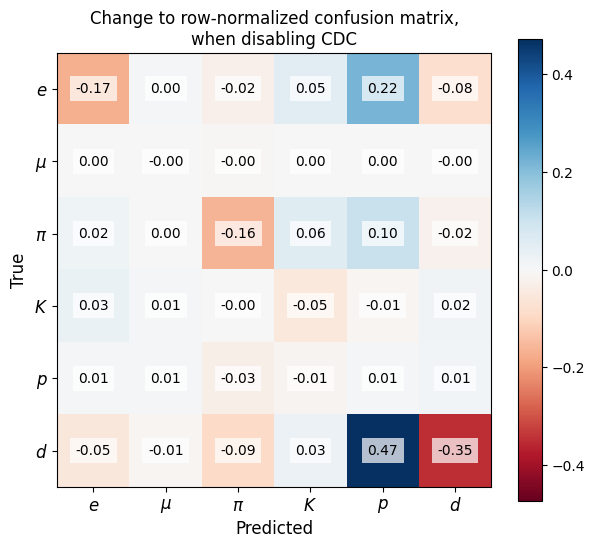 Change to row-normalized confusion matrix,
when disabling CDC
e -0.17 0.00 -0.02 0.05 0.22 -0.08
μ 0.00 -0.00 -0.00 0.00 0.00 -0.00
π 0.02 0.00 -0.16 0.06 0.10 -0.02
K 0.03 0.01 -0.00 -0.05 -0.01 0.02
p 0.01 0.01 -0.03 -0.01 0.01 0.01
d -0.05 -0.01 -0.09 0.03 0.47 -0.35
e μ π K p d
Predicted
True
0.4
0.2
0.0
−0.2
−0.4